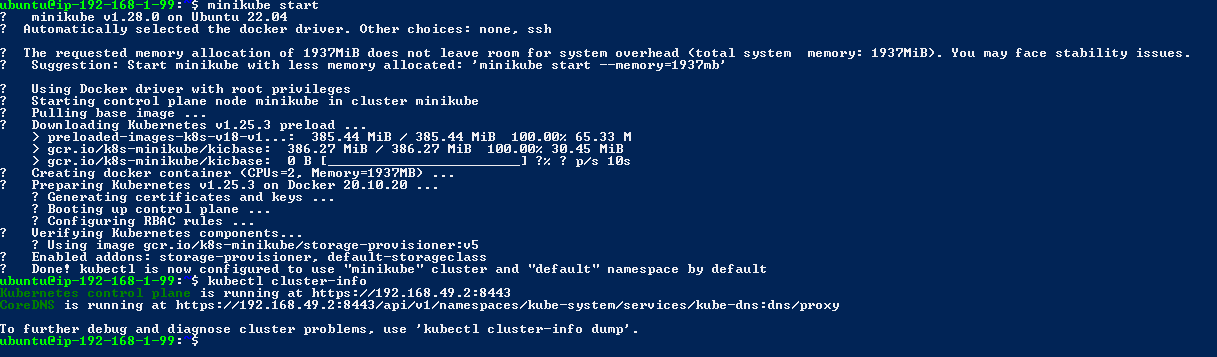 ubuntu@ip-192-168-1-99:~$ minikube start
?   minikube v1.28.0 on Ubuntu 22.04
?   Automatically selected the docker driver. Other choices: none, ssh
?   The requested memory allocation of 1937MiB does not leave room for system overhead (total system  memory: 1937MiB). You may face stability issues.
?   Suggestion: Start minikube with less memory allocated: 'minikube start --memory=1937mb'
?   Using Docker driver with root privileges
?   Starting control plane node minikube in cluster minikube
?   Pulling base image ...
?   Downloading Kubernetes v1.25.3 preload ...
    > preloaded-images-k8s-v18-v1...:  385.44 MiB / 385.44 MiB  100.00% 65.33 M
    > gcr.io/k8s-minikube/kicbase:  386.27 MiB / 386.27 MiB  100.00% 30.45 MiB
    > gcr.io/k8s-minikube/kicbase:  0 B [________________________] ?% ? p/s 10s
?   Creating docker container (CPUs=2, Memory=1937MB) ...
?   Preparing Kubernetes v1.25.3 on Docker 20.10.20 ...
    ? Generating certificates and keys ...
    ? Booting up control plane ...
    ? Configuring RBAC rules ...
?   Verifying Kubernetes components...
    ? Using image gcr.io/k8s-minikube/storage-provisioner:v5
?   Enabled addons: storage-provisioner, default-storageclass
?   Done! kubectl is now configured to use "minikube" cluster and "default" namespace by default
ubuntu@ip-192-168-1-99:~$ kubectl cluster-info
Kubernetes control plane is running at https://192.168.49.2:8443
CoreDNS is running at https://192.168.49.2:8443/api/v1/namespaces/kube-system/services/kube-dns:dns/proxy
To further debug and diagnose cluster problems, use 'kubectl cluster-info dump'.
ubuntu@ip-192-168-1-99:~$